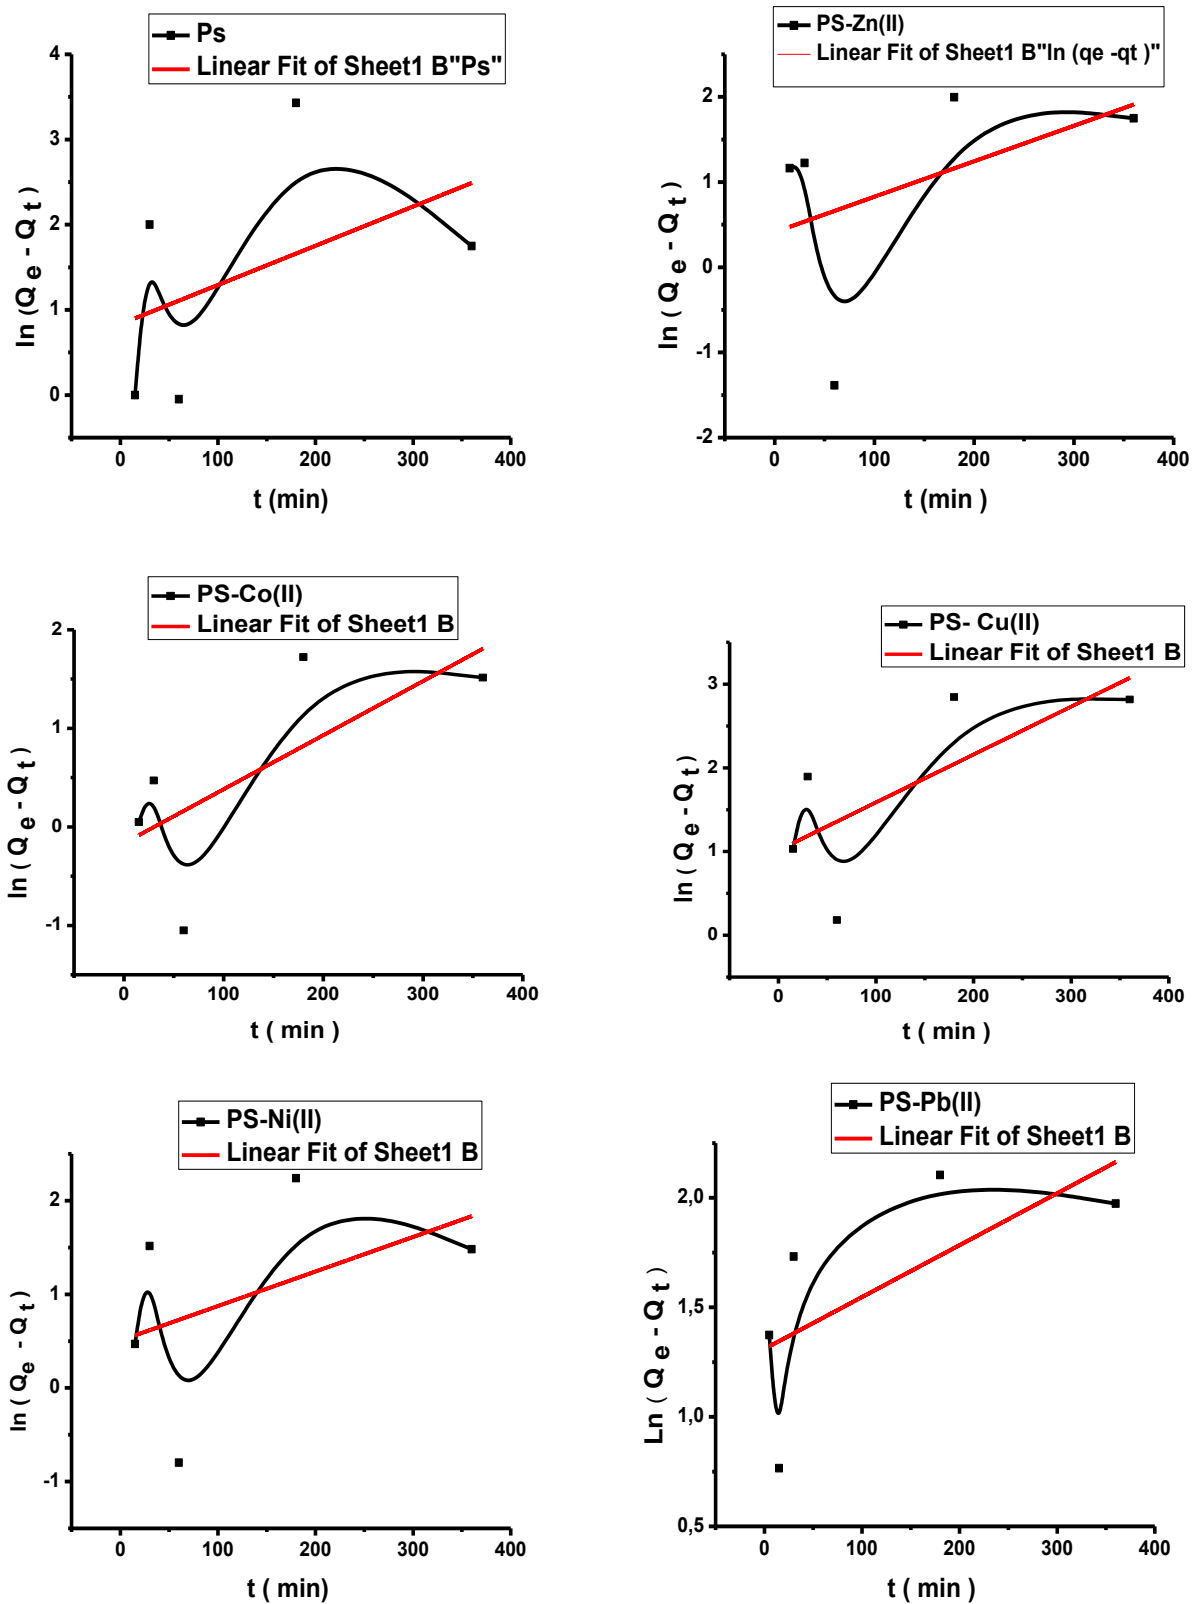 Ps
Linear Fit of Sheet1 B"Ps"
4
3
2
1
0
ln (Q e - Q t )
0 100 200 300 400
t (min)
PS-Zn(II)
Linear Fit of Sheet1 B"ln (qe -qt )"
2
1
0
-1
-2
ln ( Q e - Q t )
0 100 200 300 400
t (min )
PS-Co(II)
Linear Fit of Sheet1 B
2
1
0
-1
ln ( Q e - Q t )
0 100 200 300 400
t ( min )
PS- Cu(II)
Linear Fit of Sheet1 B
3
2
1
0
ln ( Q e - Q t )
0 100 200 300 400
t ( min )
PS-Ni(II)
Linear Fit of Sheet1 B
2
1
0
-1
ln ( Q e - Q t )
0 100 200 300 400
t ( min)
PS-Pb(II)
Linear Fit of Sheet1 B
2,0
1,5
1,0
0,5
Ln ( Q e - Q t )
0 100 200 300 400
t ( min )